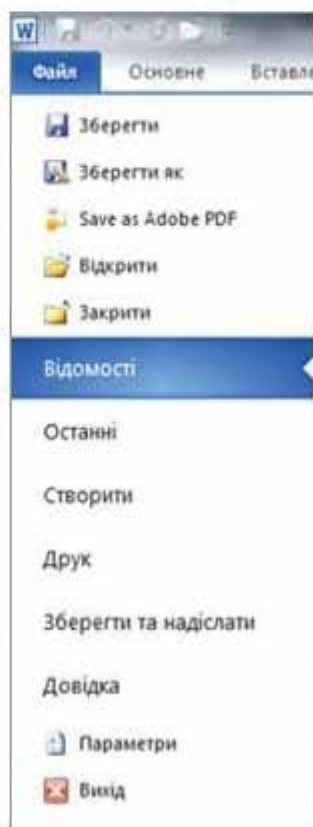 W
Файл Основне Вставле
Зберегти
Зберегти як
Save as Adobe PDF
Відкрити
Закрити
Відомості
Останні
Створити
Друк
Зберегти та надіслати
Довідка
Параметри
Вихід